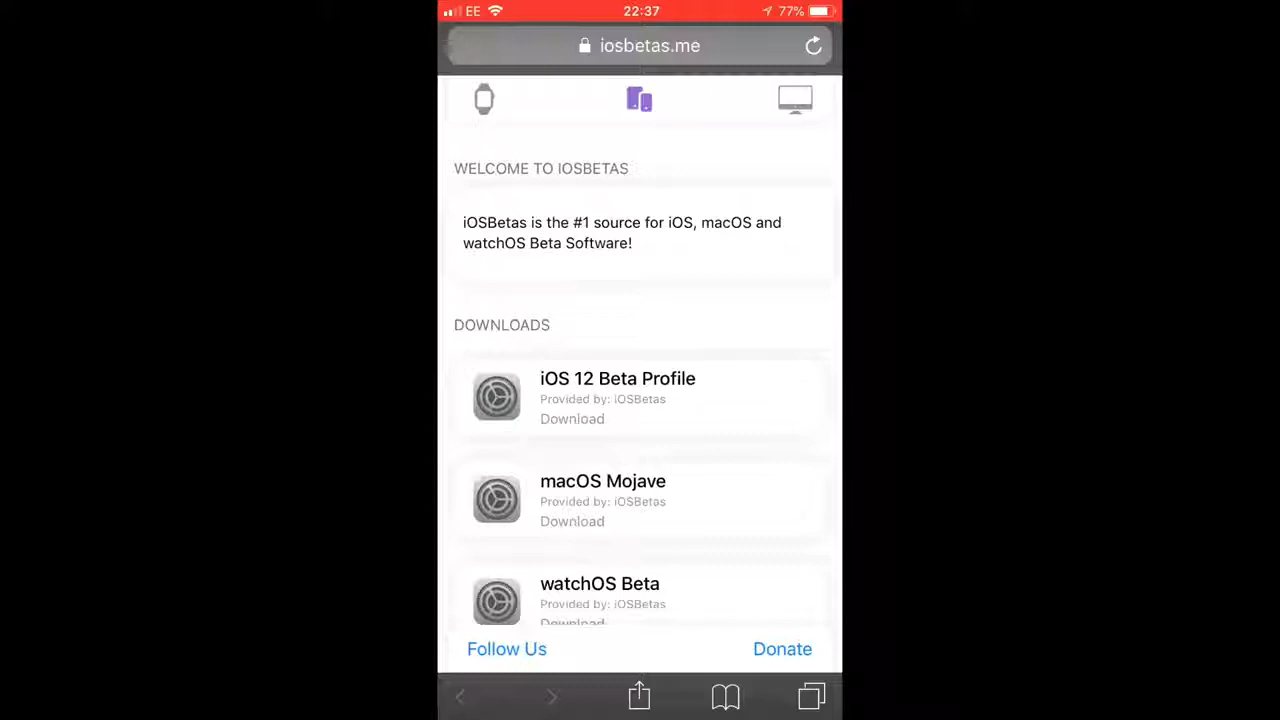 EE 22:37 77%
iosbetas.me
WELCOME TO IOSBETAS
iOSBetas is the #1 source for iOS, macOS and
watchOS Beta Software!
DOWNLOADS
iOS 12 Beta Profile
Provided by: iOSBetas
Download
macOS Mojave
Provided by: iOSBetas
Download
watchOS Beta
Provided by: iOSBetas
Download
Follow Us Donate